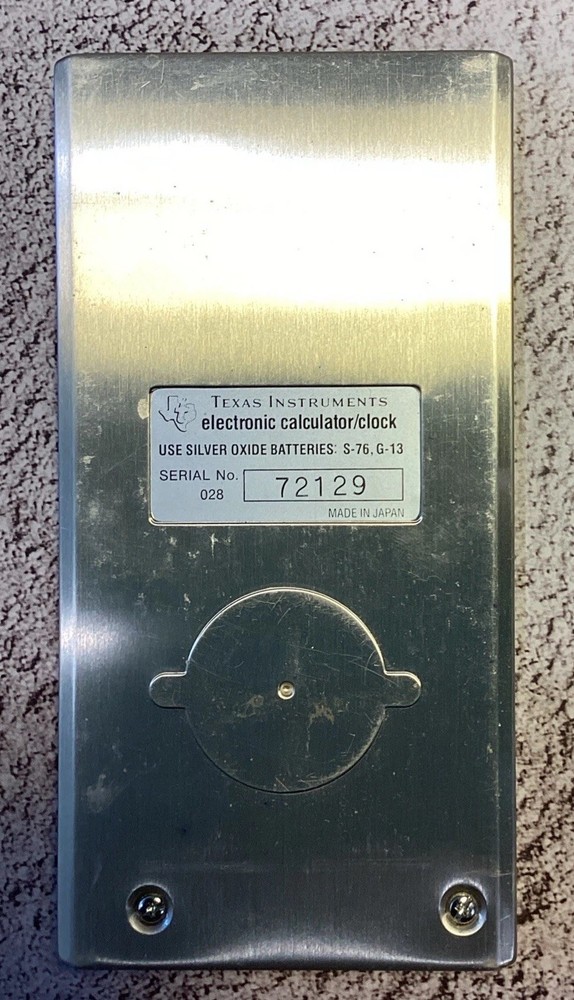 TEXAS INSTRUMENTS
electronic calculator/clock
USE SILVER OXIDE BATTERIES: S-76, G-13
SERIAL No.
028
72129
MADE IN JAPAN